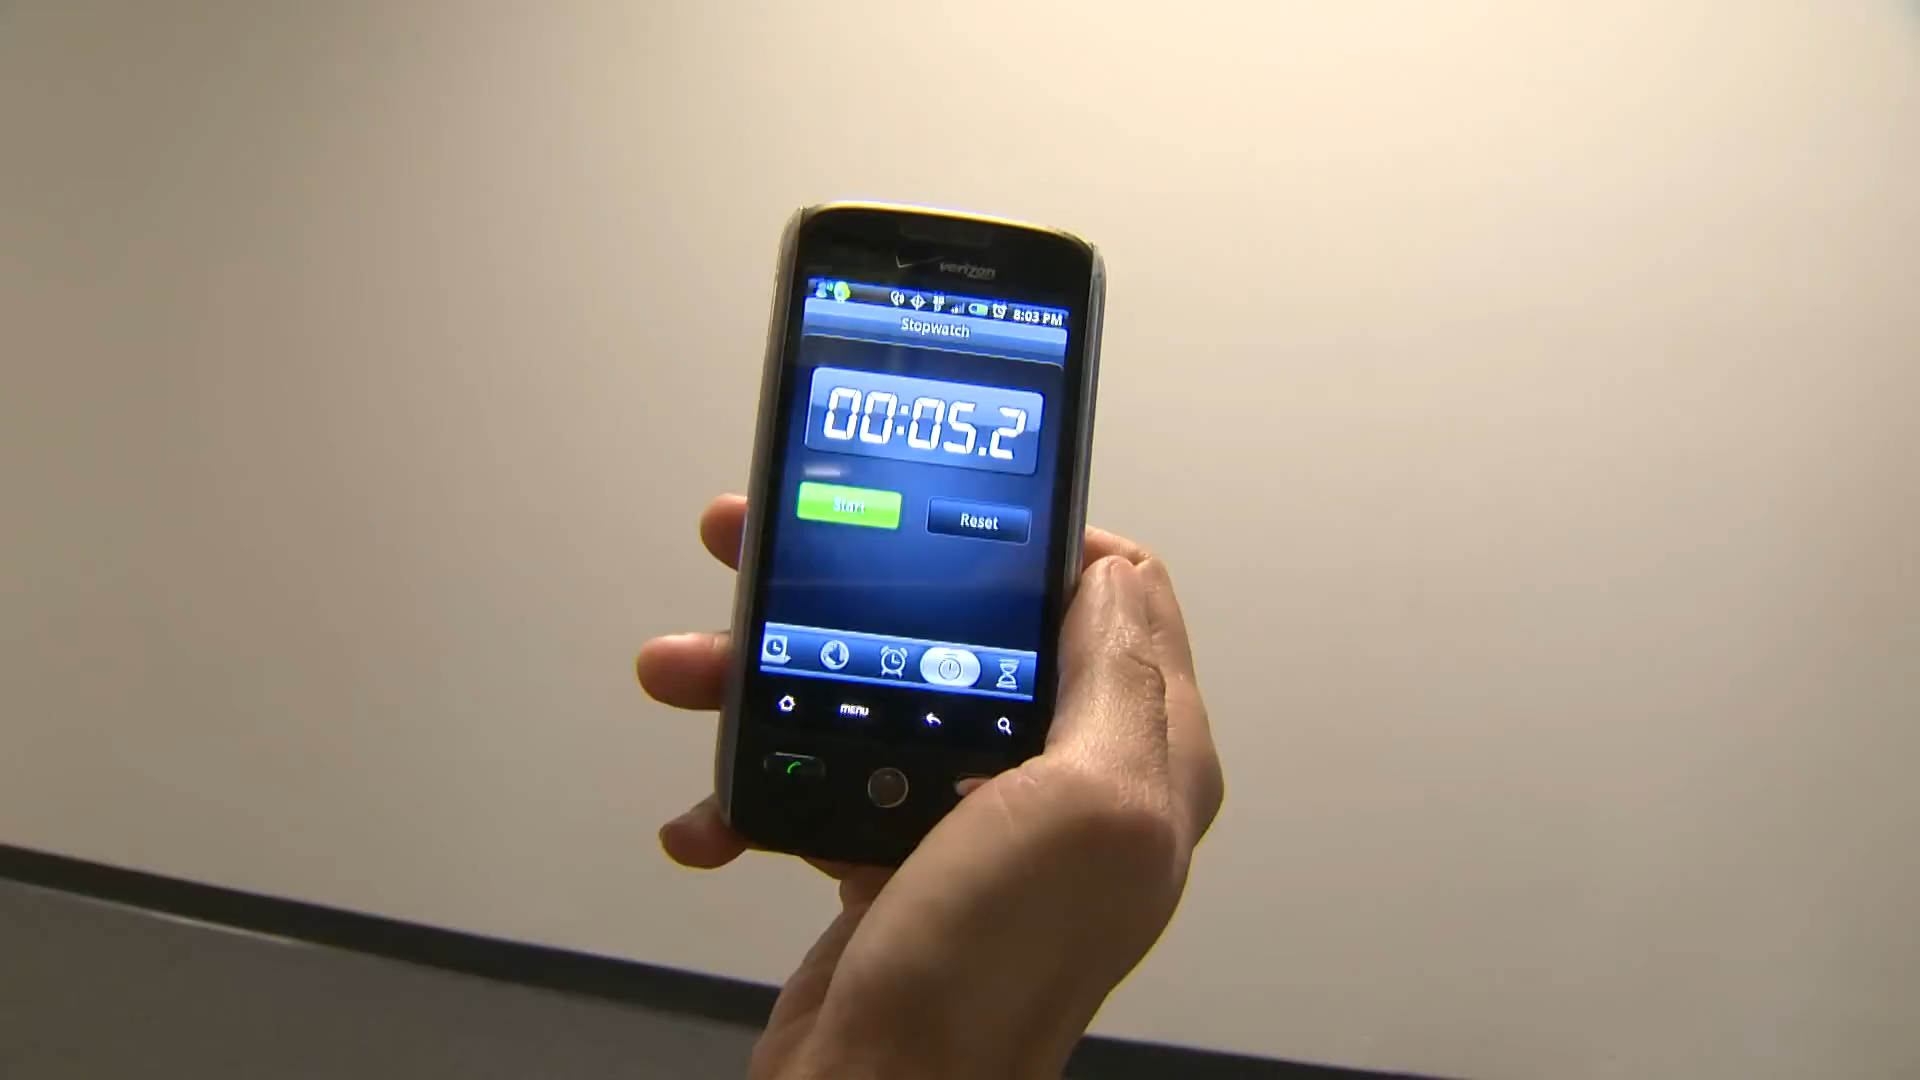 verizon
8:03 PM
Stopwatch
00:05.2
Start
Reset
menu